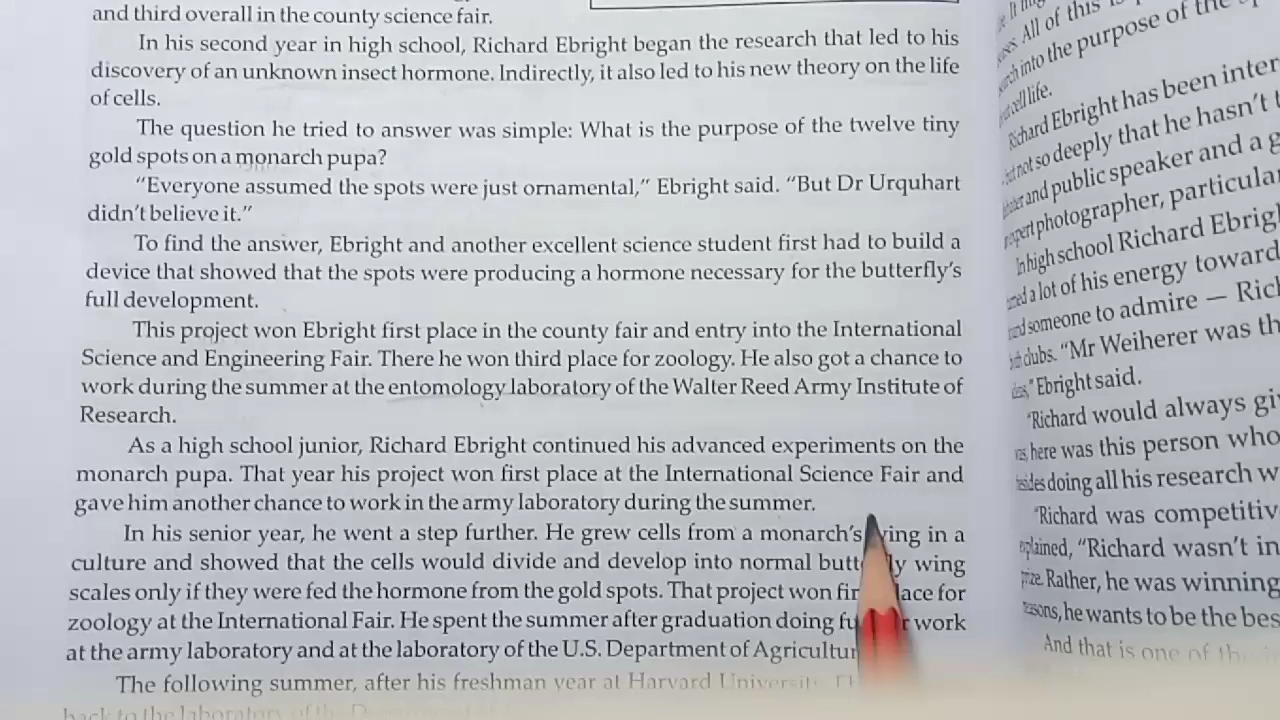 and third overall in the county science fair.
In his second year in high school, Richard Ebright began the research that led to his
discovery of an unknown insect hormone. Indirectly, it also led to his new theory on the life
of cells.
The question he tried to answer was simple: What is the purpose of the twelve tiny
gold spots on a monarch pupa?
“Everyone assumed the spots were just ornamental,” Ebright said. “But Dr Urquhart
didn’t believe it.”
To find the answer, Ebright and another excellent science student first had to build a
device that showed that the spots were producing a hormone necessary for the butterfly’s
full development.
This project won Ebright first place in the county fair and entry into the International
Science and Engineering Fair. There he won third place for zoology. He also got a chance to
work during the summer at the entomology laboratory of the Walter Reed Army Institute of
Research.
As a high school junior, Richard Ebright continued his advanced experiments on the
monarch pupa. That year his project won first place at the International Science Fair and
gave him another chance to work in the army laboratory during the summer.
In his senior year, he went a step further. He grew cells from a monarch’s in a
culture and showed that the cells would divide and develop into normal wing
scales only if they were fed the hormone from the gold spots. That project won for
zoology at the International Fair. He spent the summer after graduation doing work
at the army laboratory and at the laboratory of the U.S. Department of
The following summer, after his freshman year at Harvard
back to the laboratory of the
All of this
into the purpose of the
cell life.
Richard Ebright has been
not so deeply that he hasn’t
and public speaker and a
photographer,
In high school Richard
a lot of his energy
someone to admire —
clubs. “Mr Weiherer was
Ebright said.
“Richard would always
here was this person who
doing all his research
“Richard was
“Richard wasn’t in
Rather, he was winning
he wants to be the
And that is one of